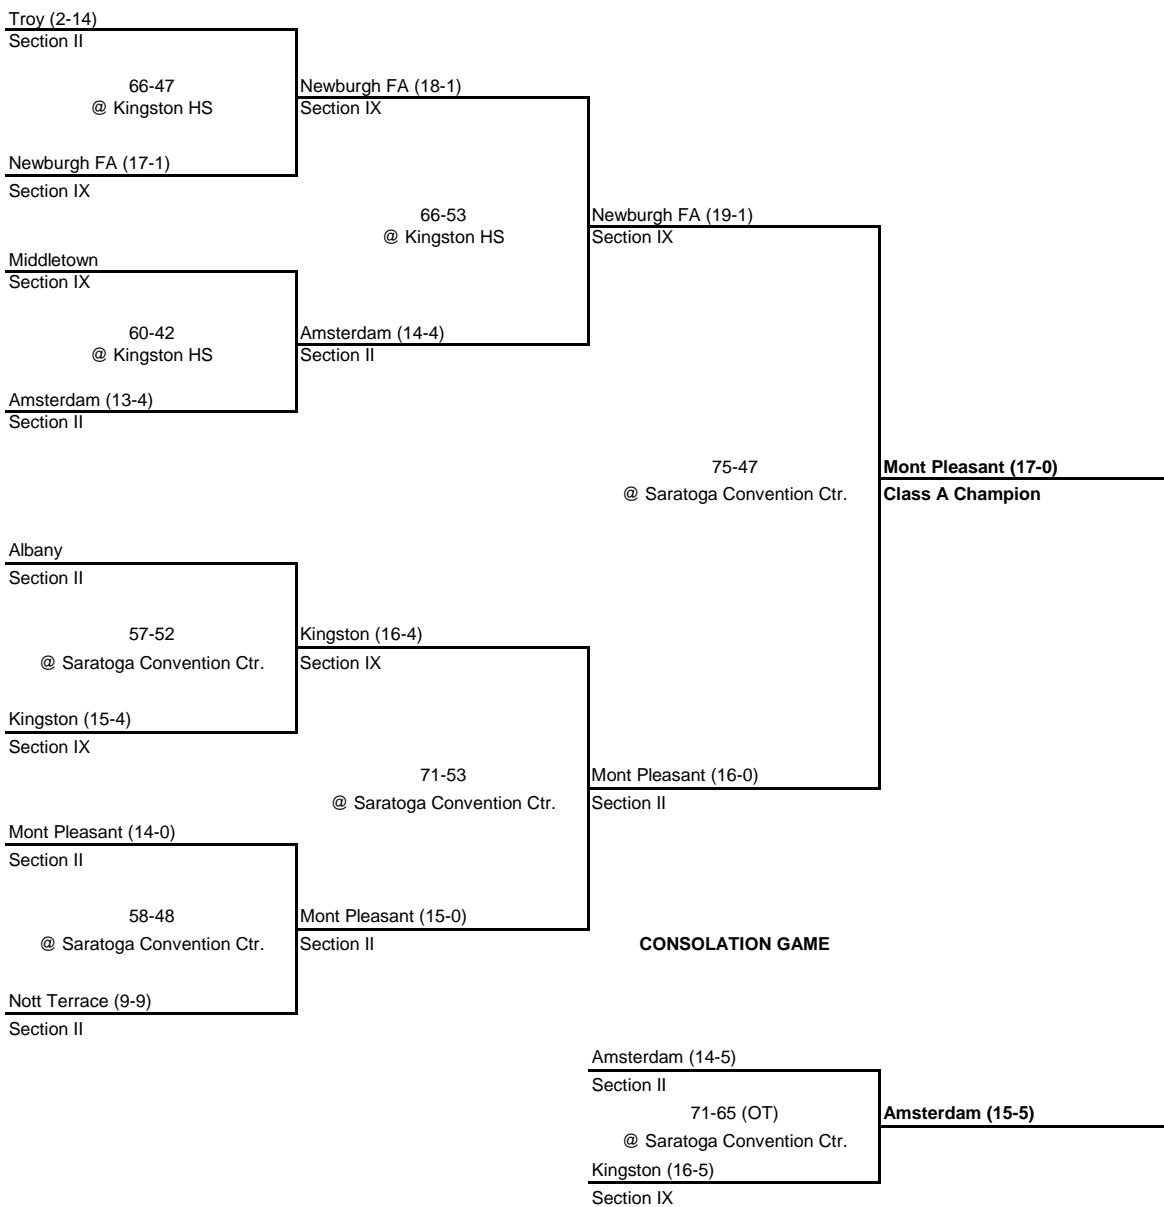 Troy (2-14)
Section II
66-47
@ Kingston HS
Newburgh FA (18-1)
Section IX
Newburgh FA (17-1)
Section IX
66-53
@ Kingston HS
Newburgh FA (19-1)
Section IX
Middletown
Section IX
60-42
@ Kingston HS
Amsterdam (14-4)
Section II
Amsterdam (13-4)
Section II
75-47
@ Saratoga Convention Ctr.
Mont Pleasant (17-0)
Class A Champion
Albany
Section II
57-52
@ Saratoga Convention Ctr.
Kingston (16-4)
Section IX
Kingston (15-4)
Section IX
71-53
@ Saratoga Convention Ctr.
Mont Pleasant (16-0)
Section II
Mont Pleasant (14-0)
Section II
58-48
@ Saratoga Convention Ctr.
Mont Pleasant (15-0)
Section II
CONSOLATION GAME
Nott Terrace (9-9)
Section II
Amsterdam (14-5)
Section II
71-65 (OT)
@ Saratoga Convention Ctr.
Amsterdam (15-5)
Kingston (16-5)
Section IX